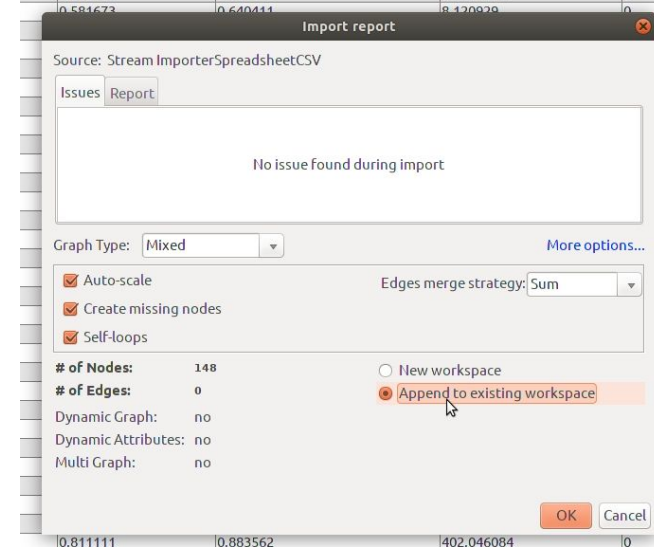 0.581673 0.640411 8.120929 0
Import report
Source: Stream ImporterSpreadsheetCSV
Issues Report
No issue found during import
Graph Type: Mixed More options...
Auto-scale Edges merge strategy: Sum
Create missing nodes
Self-loops
# of Nodes: 148 New workspace
# of Edges: 0 Append to existing workspace
Dynamic Graph: no
Dynamic Attributes: no
Multi Graph: no
OK Cancel
0.811111 0.883562 402.046084 0